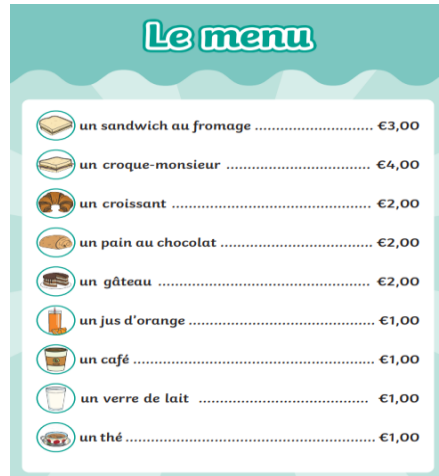 Le menu
un sandwich au fromage ............................ €3,00
un croque-monsieur .................................. €4,00
un croissant ............................................... €2,00
un pain au chocolat .................................... €2,00
un gâteau .................................................. €2,00
un jus d'orange ............................................ €1,00
un café ......................................................... €1,00
un verre de lait ........................................ €1,00
un thé ........................................................... €1,00